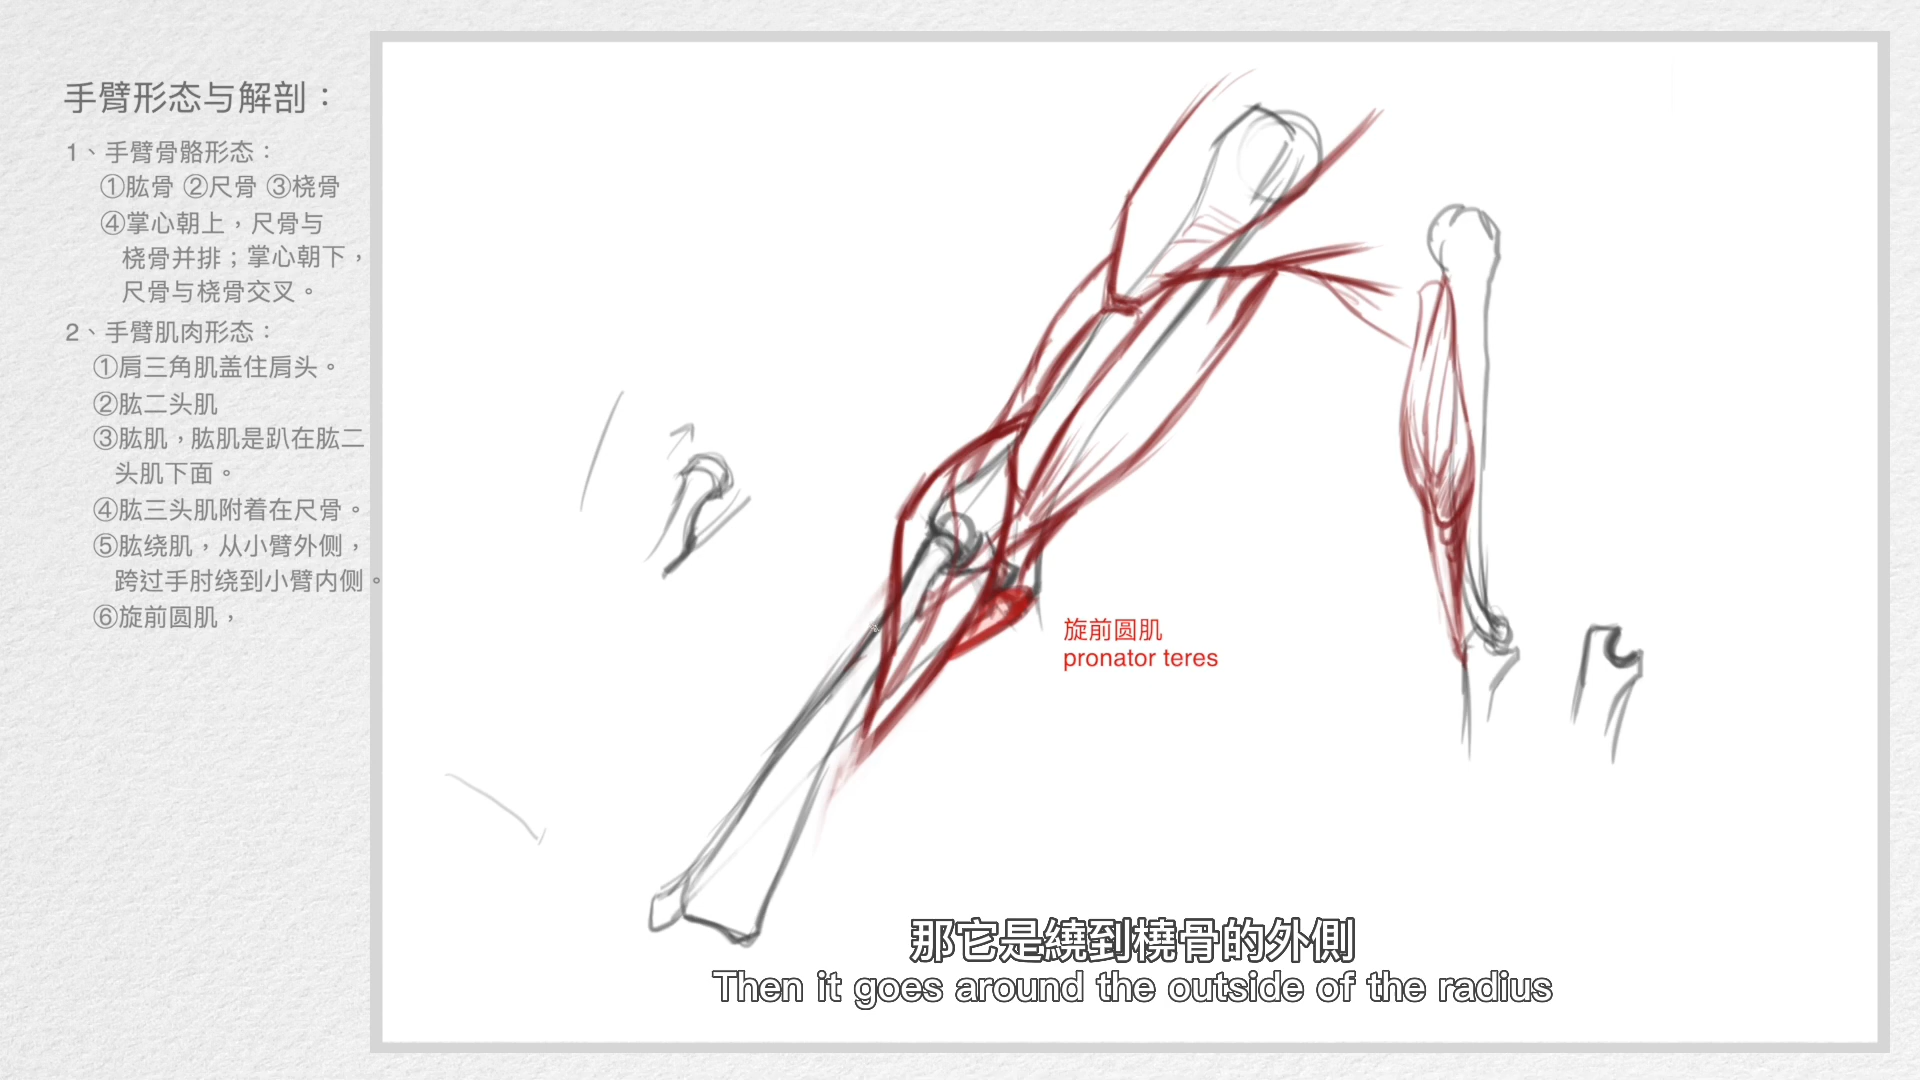 手臂形态与解剖：
1、手臂骨骼形态：
①肱骨 ②尺骨 ③桡骨
④掌心朝上，尺骨与
桡骨并排；掌心朝下，
尺骨与桡骨交叉。
2、手臂肌肉形态：
①肩三角肌盖住肩头。
②肱二头肌
③肱肌，肱肌是趴在肱二
头肌下面。
④肱三头肌附着在尺骨。
⑤肱绕肌，从小臂外侧，
跨过手肘绕到小臂内侧。
⑥旋前圆肌，
旋前圆肌
pronator teres
那它是繞到橈骨的外側
Then it goes around the outside of the radius